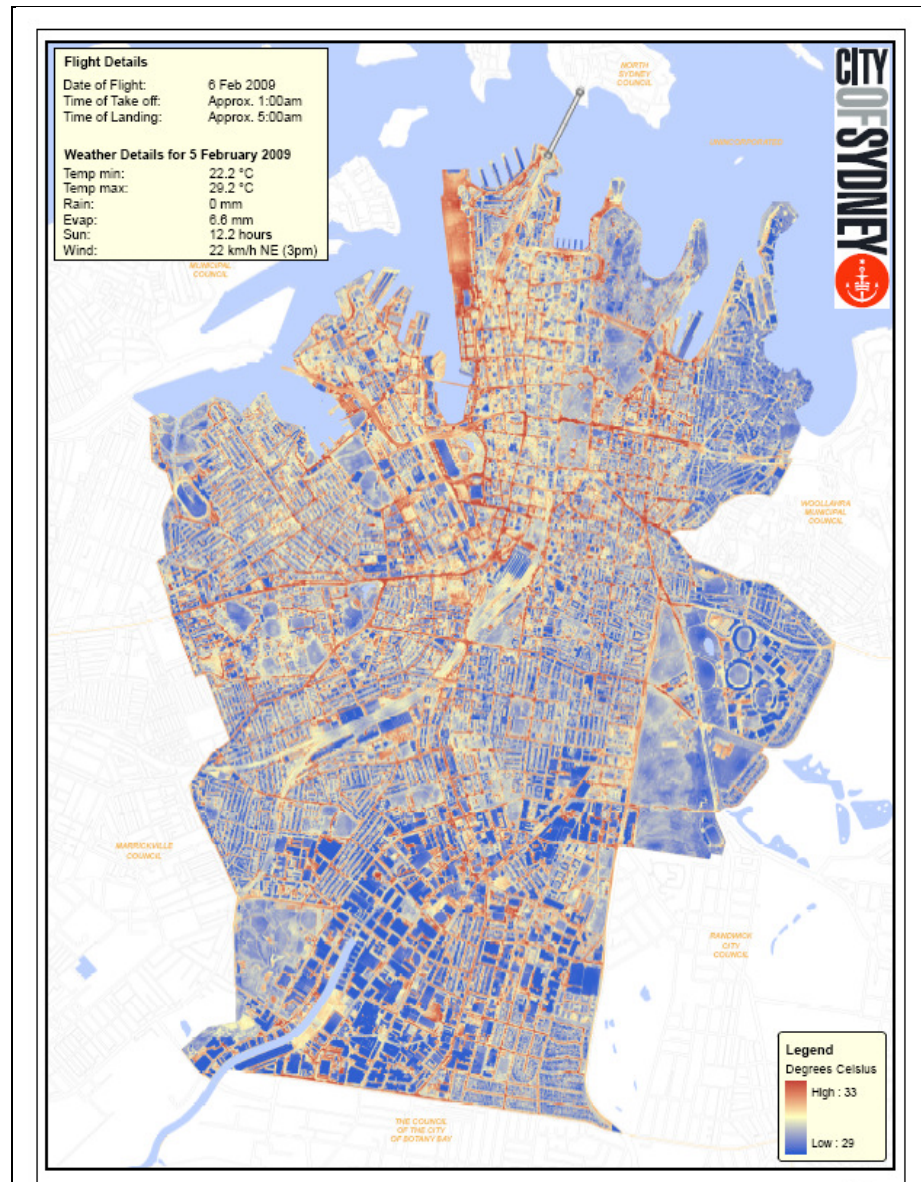 Flight Details
Date of Flight: 6 Feb 2009
Time of Take off: Approx. 1:00am
Time of Landing: Approx. 5:00am
Weather Details for 5 February 2009
Temp min: 22.2 °C
Temp max: 29.2 °C
Rain: 0 mm
Evap: 6.6 mm
Sun: 12.2 hours
Wind: 22 km/h NE (3pm)
MUNICIPAL
COUNCIL
NORTH
SYDNEY
COUNCIL
CITY
OF
SYDNEY
WOOLLAHRA
MUNICIPAL
COUNCIL
MARRICKVILLE
COUNCIL
RANDWICK
CITY
COUNCIL
THE COUNCIL
OF THE CITY
OF BOTANY BAY
Legend
Degrees Celsius
High : 33
Low : 29